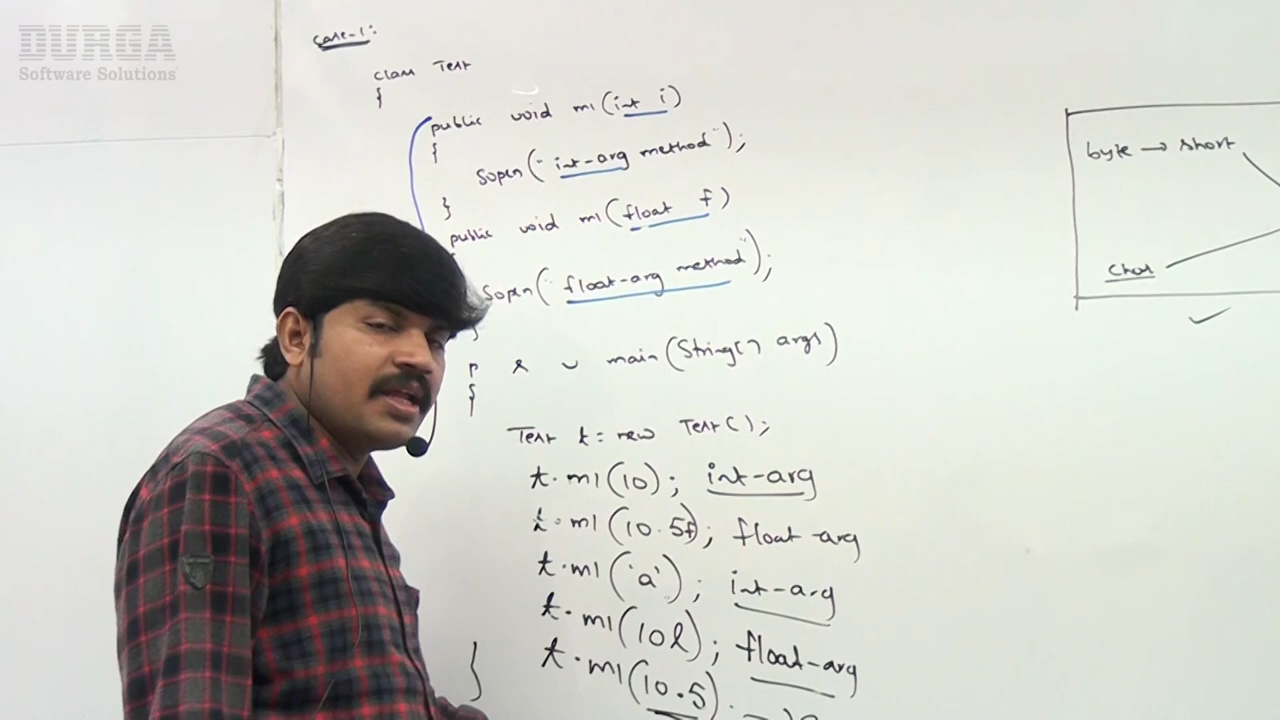 DURGA
Software Solutions
case-1:
class Test
{
public void m1(int i)
{
Sopln("int-arg method");
}
public void m1(float f)
Sopln("float-arg method");
}
p s v main(String[] args)
{
Test t = new Test();
t.m1(10); int-arg
t.m1(10.5f); float-arg
t.m1('a'); int-arg
t.m1(10l); float-arg
t.m1(10.5)
}
byte → short
char